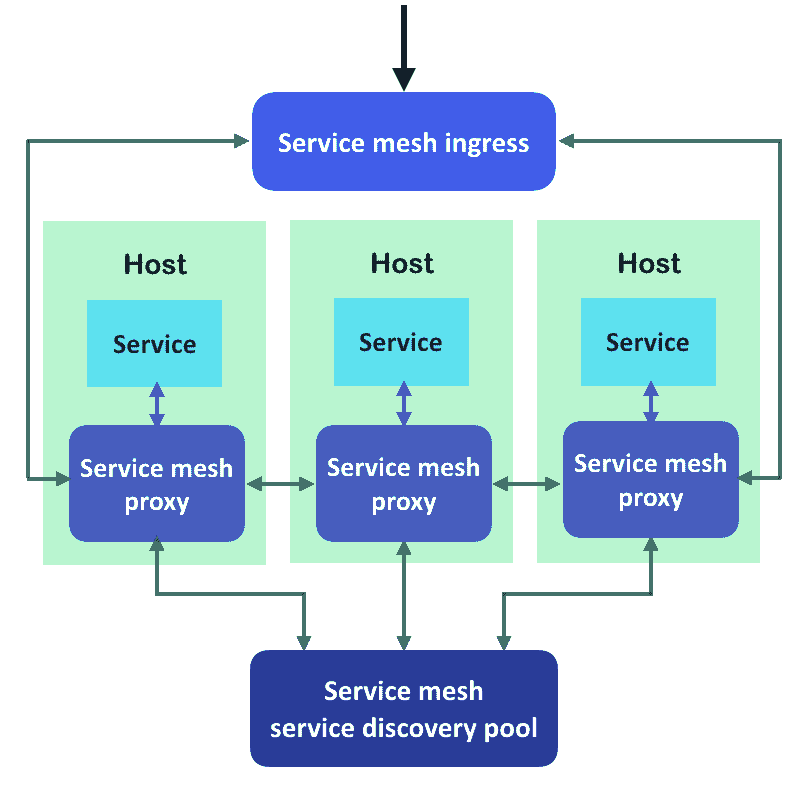 Service mesh ingress
Host
Host
Host
Service
Service
Service
Service mesh
proxy
Service mesh
proxy
Service mesh
proxy
Service mesh
service discovery pool